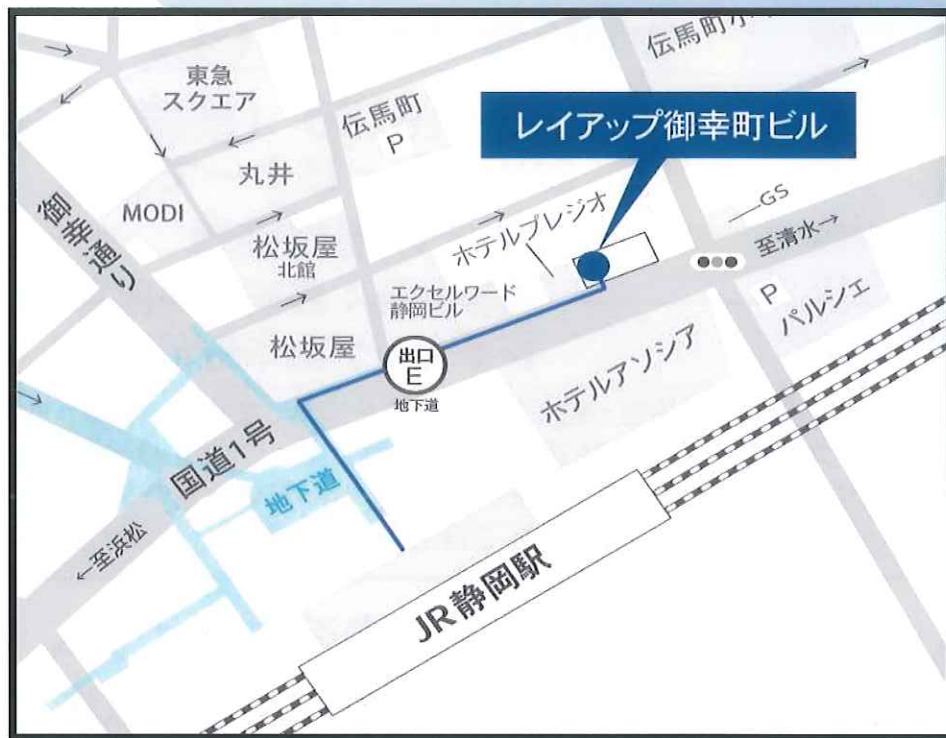 東急
スクエア
伝馬町
P
レイアップ御幸町ビル
丸井
MODI
御幸通り
松坂屋
北館
ホテルプレジオ
GS
至清水→
エクセルワード
静岡ビル
松坂屋
出口
E
地下道
ホテルアソシア
P
パルシェ
国道1号
地下道
←至浜松
JR静岡駅